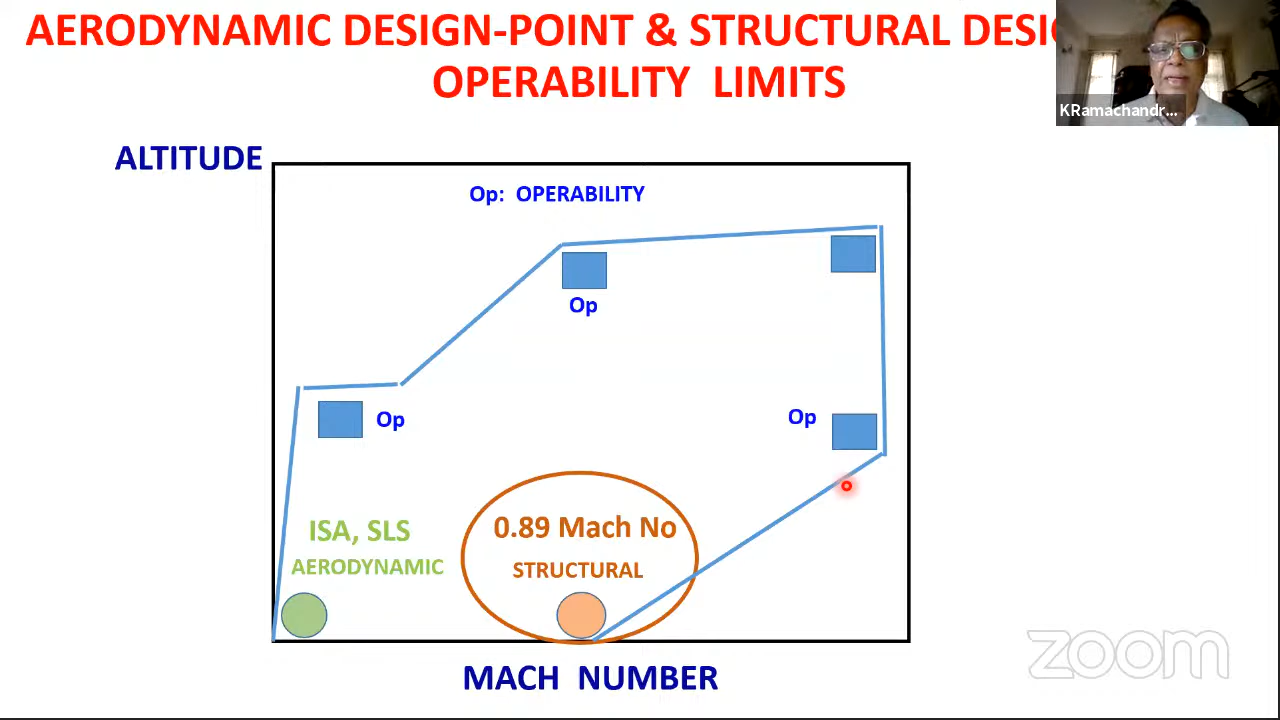 AERODYNAMIC DESIGN-POINT & STRUCTURAL
OPERABILITY LIMITS
KRamachandr...
ALTITUDE
Op: OPERABILITY
Op
Op
Op
ISA, SLS
AERODYNAMIC
0.89 Mach No
STRUCTURAL
MACH NUMBER
zoom